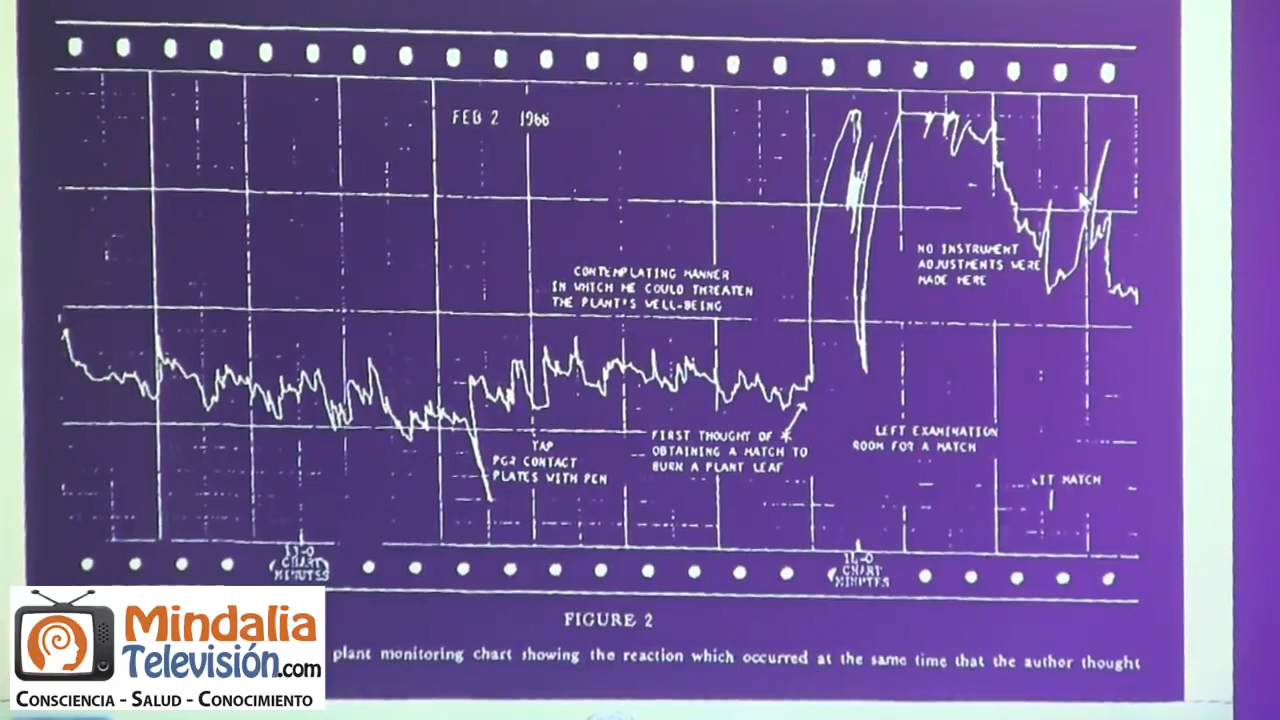 FEB 2 1966
CONTEMPLATING MANNER
IN WHICH HE COULD THREATEN
THE PLANT'S WELL-BEING
NO INSTRUMENT
ADJUSTMENTS WERE
MADE HERE
TAP
PGR CONTACT
PLATES WITH PEN
FIRST THOUGHT OF
OBTAINING A MATCH TO
BURN A PLANT LEAF
LEFT EXAMINATION
ROOM FOR A MATCH
LIT MATCH
CHART
MINUTES
CHART
MINUTES
FIGURE 2
plant monitoring chart showing the reaction which occurred at the same time that the author thought
Mindalia
Televisión.com
CONSCIENCIA - SALUD - CONOCIMIENTO